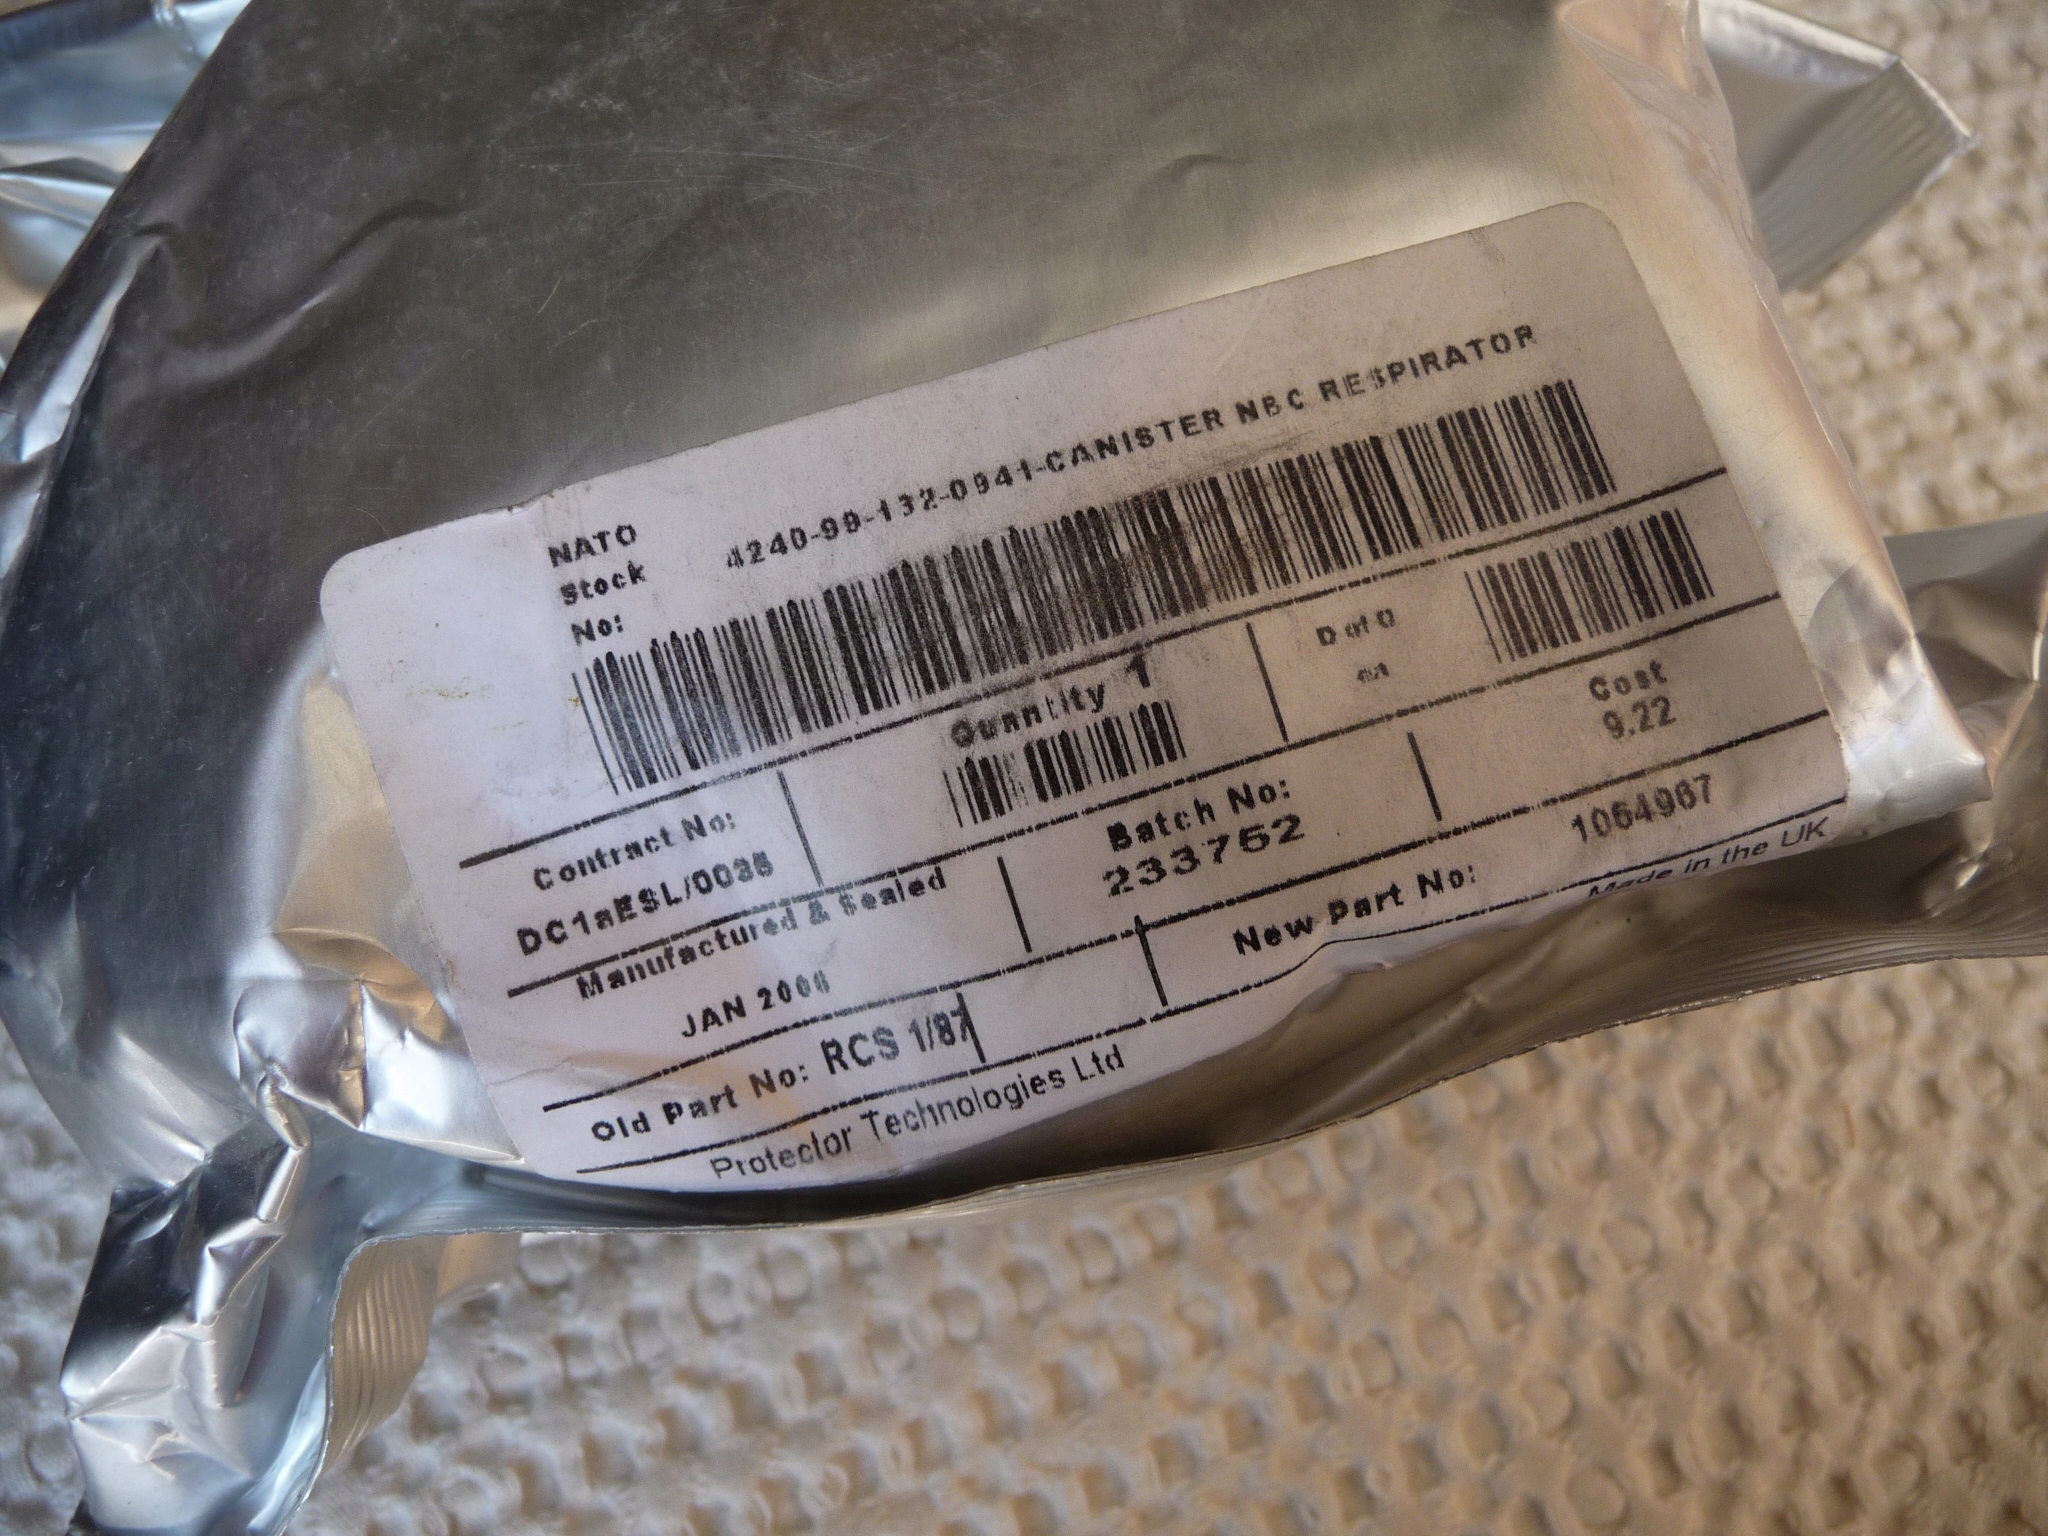 NATO
Stock
No:
4240-99-132-0941-CANISTER NBC RESPIRATOR
Contract No:
Quantity 1
D of Q
Manufactured & Sealed
JAN 2006
Batch No:
233752
Cost
9.22
Old Part No: RCS 1/87
New Part No:
1064967
Protector Technologies Ltd
Made in the UK